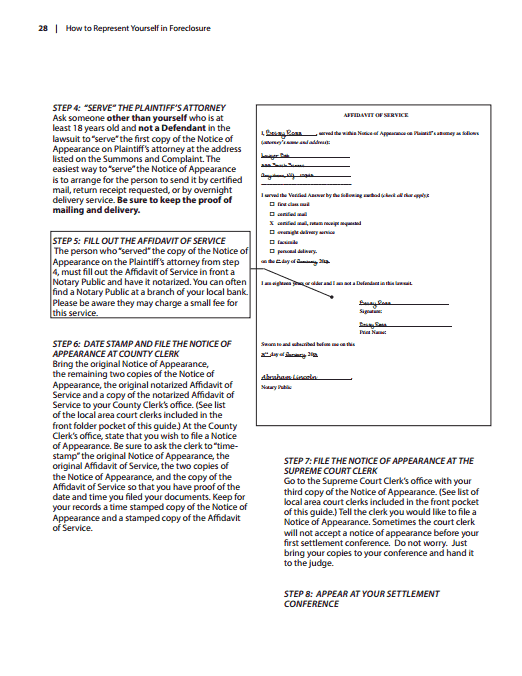 28 | How to Represent Yourself in Foreclosure
STEP 4: "SERVE" THE PLAINTIFF'S ATTORNEY
Ask someone other than yourself who is at
least 18 years old and not a Defendant in the
lawsuit to "serve" the first copy of the Notice of
Appearance on Plaintiff's attorney at the address
listed on the Summons and Complaint. The
easiest way to "serve" the Notice of Appearance
is to arrange for the person to send it by certified
mail, return receipt requested, or by overnight
delivery service. Be sure to keep the proof of
mailing and delivery.
STEP 5: FILL OUT THE AFFIDAVIT OF SERVICE
The person who "served" the copy of the Notice of
Appearance on the Plaintiff's attorney from step
4, must fill out the Affidavit of Service in front a
Notary Public and have it notarized. You can often
find a Notary Public at a branch of your local bank.
Please be aware they may charge a small fee for
this service.
STEP 6: DATE STAMP AND FILE THE NOTICE OF
APPEARANCE AT COUNTY CLERK
Bring the original Notice of Appearance,
the remaining two copies of the Notice of
Appearance, the original notarized Affidavit of
Service and a copy of the notarized Affidavit of
Service to your County Clerk's office. (See list
of the local area court clerks included in the
front folder pocket of this guide.) At the County
Clerk's office, state that you wish to file a Notice
of Appearance. Be sure to ask the clerk to "time-
stamp" the original Notice of Appearance, the
original Affidavit of Service, the two copies of
the Notice of Appearance, and the copy of the
Affidavit of Service so that you have proof of the
date and time you filed your documents. Keep for
your records a time stamped copy of the Notice of
Appearance and a stamped copy of the Affidavit
of Service.
AFFIDAVIT OF SERVICE
I, Rose, served the within Notice of Appearance on Plaintiff's attorney as follows
(attorney's name and address):
I served the Verified Answer by the following method (check all that apply):
first class mail
certified mail
X certified mail, return receipt requested
overnight delivery service
facsimile
personal delivery.
on the day of January,
I am eighteen years or older and I am not a Defendant in this lawsuit.
Rose
Signature:
Rose
Print Name:
Sworn to and subscribed before me on this
day of January,
Abraham Lincoln,
Notary Public
STEP 7: FILE THE NOTICE OF APPEARANCE AT THE
SUPREME COURT CLERK
Go to the Supreme Court Clerk's office with your
third copy of the Notice of Appearance. (See list of
local area court clerks included in the front pocket
of this guide.) Tell the clerk you would like to file a
Notice of Appearance. Sometimes the court clerk
will not accept a notice of appearance before your
first settlement conference. Do not worry. Just
bring your copies to your conference and hand it
to the judge.
STEP 8: APPEAR AT YOUR SETTLEMENT
CONFERENCE